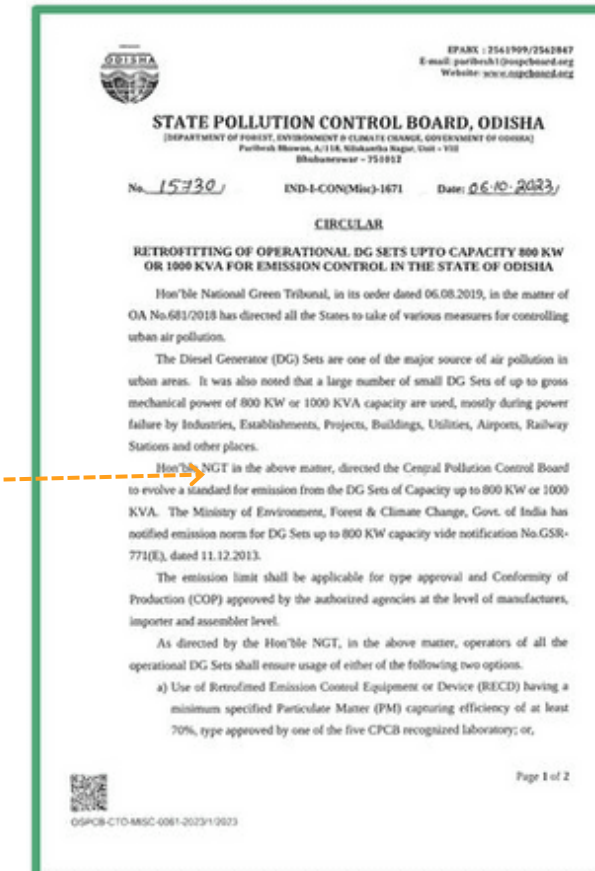 ODISHA
EPABX : 2561909/2562847
E-mail: paribesh1@ospcboard.org
Website: www.ospcboard.org
STATE POLLUTION CONTROL BOARD, ODISHA
[DEPARTMENT OF FOREST, ENVIRONMENT & CLIMATE CHANGE, GOVERNMENT OF ODISHA]
Paribesh Bhawan, A/118, Nilakantha Nagar, Unit – VIII
Bhubaneswar – 751012
No. 15730/ IND-I-CON(Misc)-1671 Date: 06.10.2023/
CIRCULAR
RETROFITTING OF OPERATIONAL DG SETS UPTO CAPACITY 800 KW
OR 1000 KVA FOR EMISSION CONTROL IN THE STATE OF ODISHA
Hon'ble National Green Tribunal, in its order dated 06.08.2019, in the matter of
OA No.681/2018 has directed all the States to take of various measures for controlling
urban air pollution.
The Diesel Generator (DG) Sets are one of the major source of air pollution in
urban areas. It was also noted that a large number of small DG Sets of up to gross
mechanical power of 800 KW or 1000 KVA capacity are used, mostly during power
failure by Industries, Establishments, Projects, Buildings, Utilities, Airports, Railway
Stations and other places.
Hon'ble NGT in the above matter, directed the Central Pollution Control Board
to evolve a standard for emission from the DG Sets of Capacity up to 800 KW or 1000
KVA. The Ministry of Environment, Forest & Climate Change, Govt. of India has
notified emission norm for DG Sets up to 800 KW capacity vide notification No.GSR-
771(E), dated 11.12.2013.
The emission limit shall be applicable for type approval and Conformity of
Production (COP) approved by the authorized agencies at the level of manufactures,
importer and assembler level.
As directed by the Hon'ble NGT, in the above matter, operators of all the
operational DG Sets shall ensure usage of either of the following two options.
a) Use of Retrofitted Emission Control Equipment or Device (RECD) having a
minimum specified Particulate Matter (PM) capturing efficiency of at least
70%, type approved by one of the five CPCB recognized laboratory; or,
Page 1 of 2
OSPCB-CTO-MISC-0061-2023/1/2023